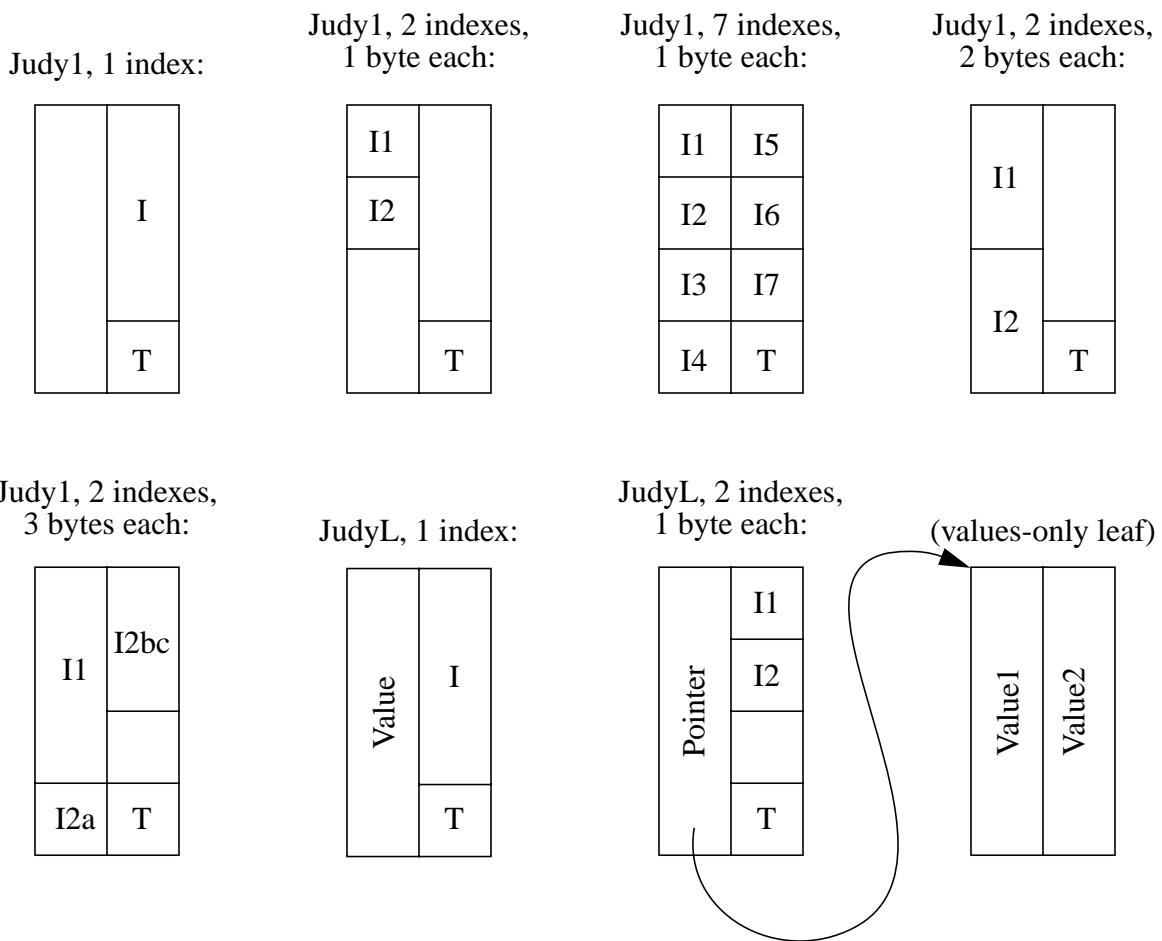 Judy1, 1 index:
Judy1, 2 indexes,
1 byte each:
Judy1, 7 indexes,
1 byte each:
Judy1, 2 indexes,
2 bytes each:
I
T
I1
I2
T
I1 I5
I2 I6
I3 I7
I4 T
I1
I2
T
Judy1, 2 indexes,
3 bytes each:
JudyL, 1 index:
JudyL, 2 indexes,
1 byte each:
(values-only leaf)
I1
I2bc
I2a T
Value
I
T
Pointer
I1
I2
T
Value1
Value2